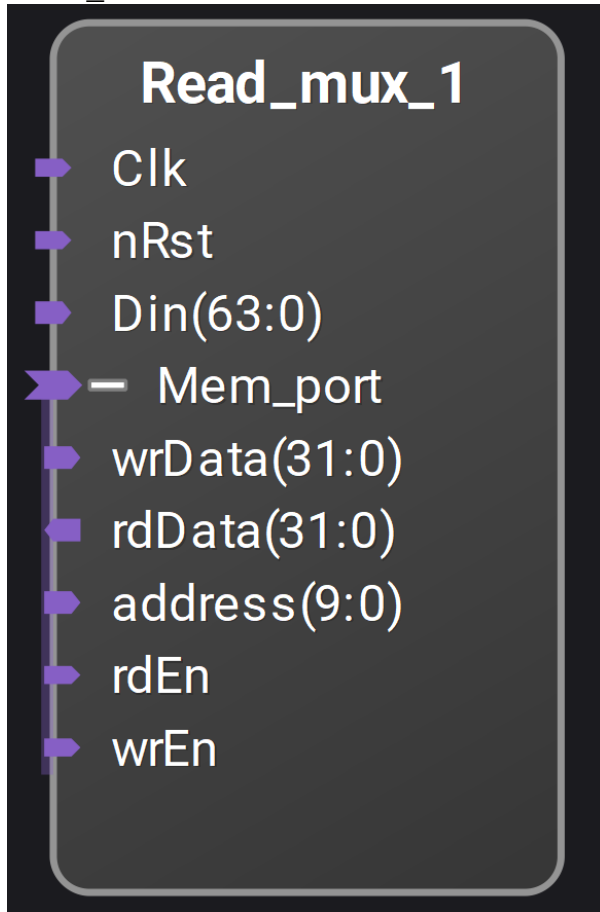 Read_mux_1
Clk
nRst
Din(63:0)
Mem_port
wrData(31:0)
rdData(31:0)
address(9:0)
rdEn
wrEn